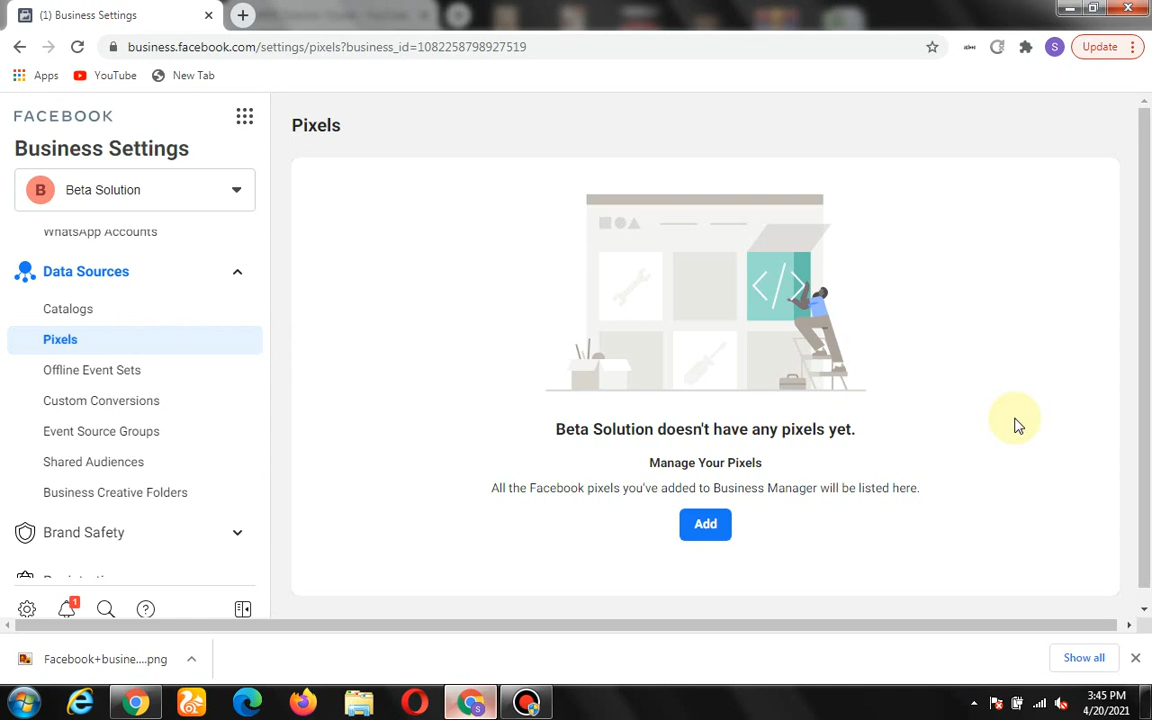 (1) Business Settings
business.facebook.com/settings/pixels?business_id=1082258798927519
S
Update
Apps
YouTube
New Tab
FACEBOOK
Business Settings
B
Beta Solution
WhatsApp Accounts
Data Sources
Catalogs
Pixels
Offline Event Sets
Custom Conversions
Event Source Groups
Shared Audiences
Business Creative Folders
Brand Safety
1
Pixels
Beta Solution doesn't have any pixels yet.
Manage Your Pixels
All the Facebook pixels you've added to Business Manager will be listed here.
Add
Facebook+busine....png
Show all
3:45 PM
4/20/2021